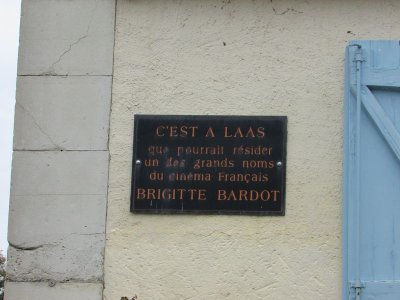 C'EST A LAAS
que pourrait résider
un des grands noms
du cinéma Français
BRIGITTE BARDOT